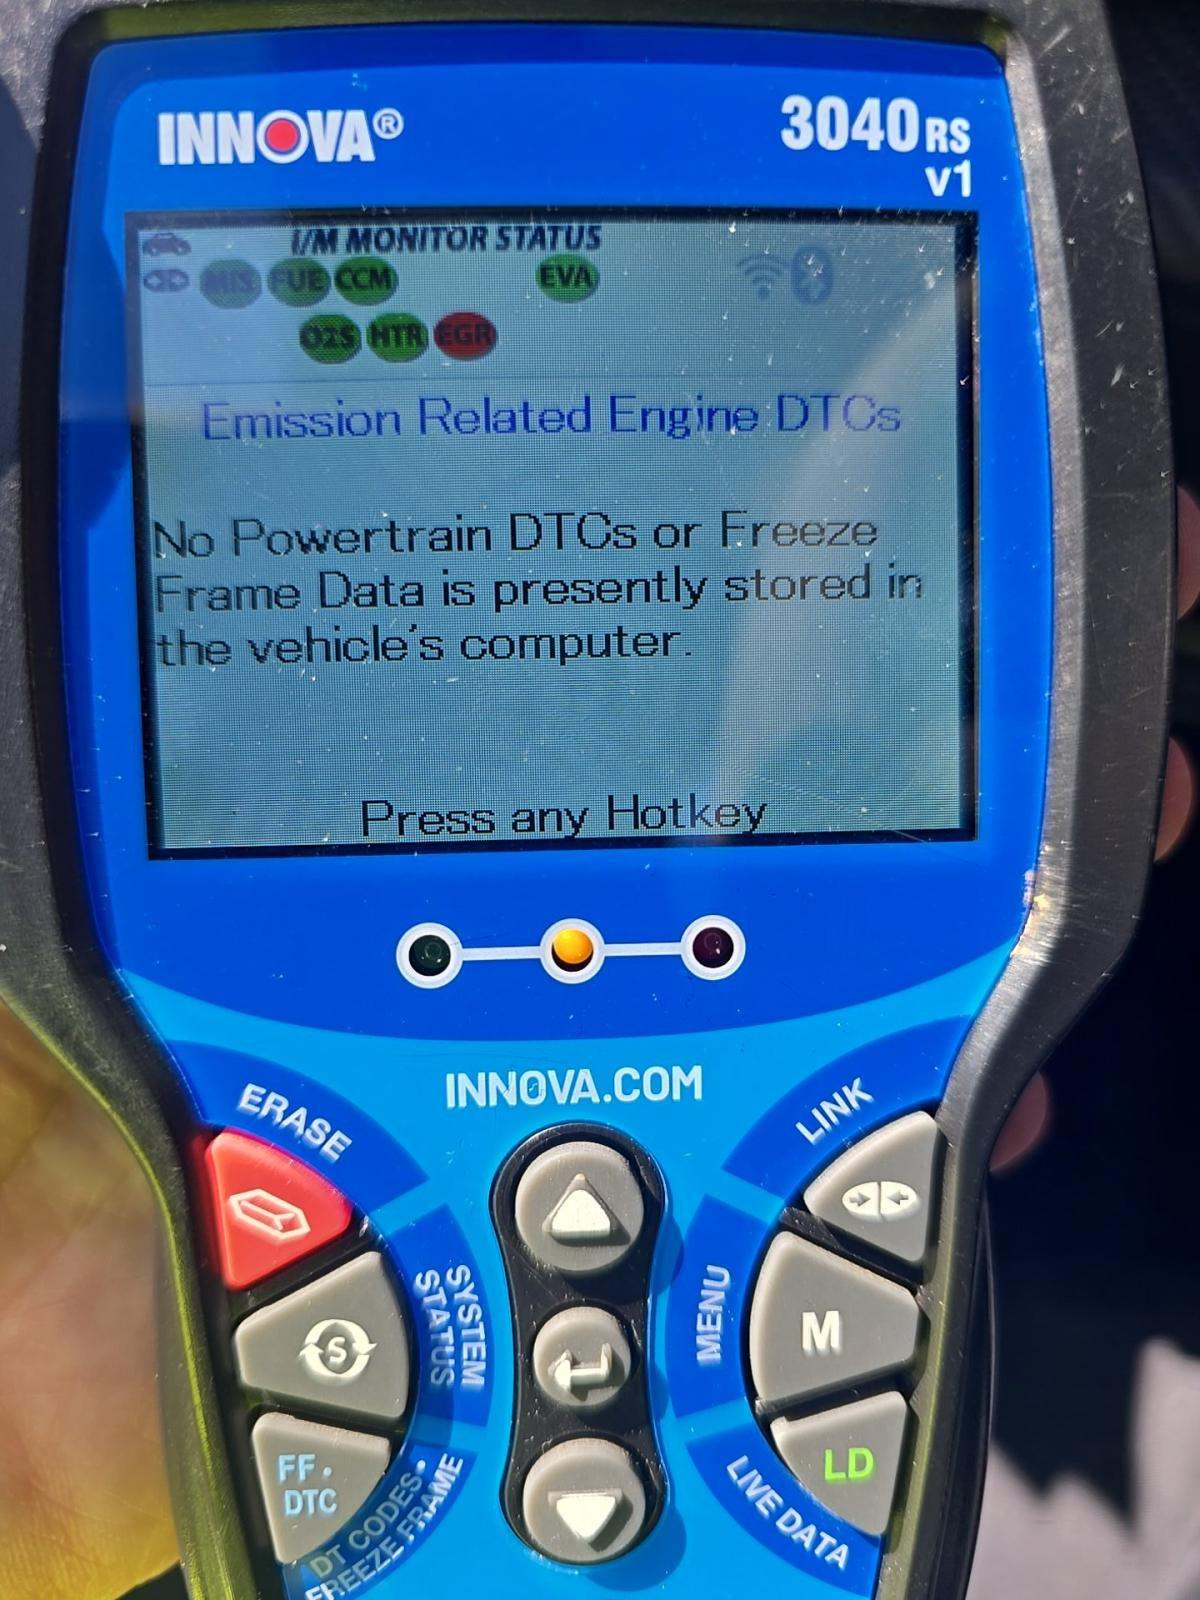 INNOVA®
3040RS
v1
I/M MONITOR STATUS
MIS FUE CCM EVA
O2S HTR EGR
Emission Related Engine DTCs
No Powertrain DTCs or Freeze
Frame Data is presently stored in
the vehicle's computer.
Press any Hotkey
INNOVA.COM
ERASE
LINK
SYSTEM
STATUS
S
MENU
M
FF·
DTC
DT CODES·
FREEZE FRAME
LIVE DATA
LD